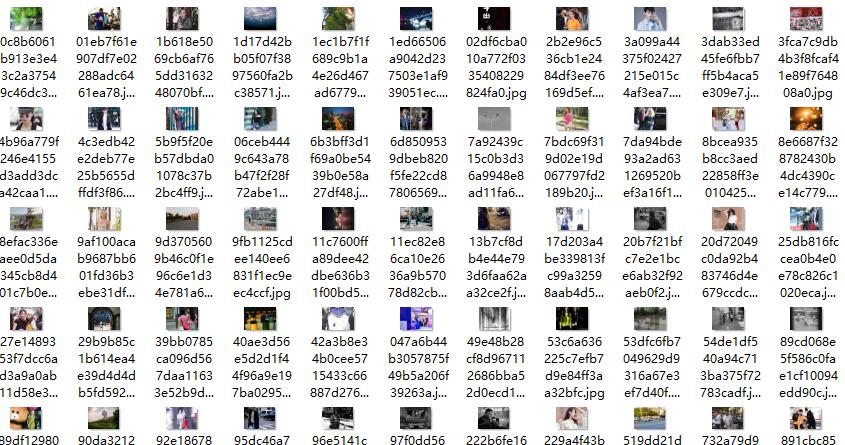 0c8b6061 01eb7f61e 1b618e50 1d17d42b 1ec1b7f1f 1ed66506 02df6cba0 2b2e96c5 3a099a44 3dab33ed 3fca7c9db
b913e3e4 907df7e02 69cb6af76 b05f07f38 689c9b1a a9042d23 10a772f03 36cb1e24 375f02427 45fe6fbb7 4b3f8fcaf
3c2a3754 288adc64 5dd31632 97560fa2b 4e26d467 7503e1af9 35408229 84df3ee76 215e015c ff5b4aca5 1e89f7648
9c46dc3... 61ea78.j... 48070bf.... c38571.j... ad6779... 39051ec.... 824fa0.jpg 169d5ef.... 4af3ea7.... e309e7.j... 08a0.jpg
4b96a779f 4c3edb42 5b9f5f20e 06ceb444 6b3bff3d1 6d850953 7a92439c 7bdc69f31 7da94bde 8bcea935 8e6687f32
246e4155 e2deb77e b57dbda0 9c643a78 f69a0be54 9dbeb820 15c0b3d3 9d02e19d 93a2ad63 b8cc3aed 8782430b
d3add3dc 25b5655d 1078c37b b47f2f28f 39b0e58a f5fe22cd8 6a9948e8 067797fd2 1269520b 22858ff3e 4dc4390c
a42caa1.... ffdf3f86.... 2bc4ff9.j... 72abe1... 27df48.j... 7806569... ad11fa6... 189b20.j... ef3a16f1... 010425... e14c779....
8efac336e 9af100aca 9d370560 9fb1125cd 11c7600ff 11ec82e8 13b7cf8d 17d203a4 20b7f21bf 20d72049 25db816fc
aee0d5da b9687bb6 9b46c0f1e ee140ee6 a89dee42 6ca10e26 b4e44e79 be339813f c7e2e1bc c0da92b4 cea0b4e0
345cb8d4 01fd36b3 96c6e1d3 831f1ec9e dbe636b3 36a9b570 3d6faa62a c99a3259 e6ab32f92 83746d4e e78c826c1
01c7b0e... ebe31df... 4e781a6... ec4ccf.jpg 1f00bd5... 78d82cb.... a32ce2f.j... 8aab4d5... aeb0f2.j... 679ccdc... 020eca.j...
27e14893 29b9b85c 39bb0785 40ae3d56 42a3b8e3 047a6b44 49e48b28 53c6a636 53dfc6fb7 54de1df5 89cd068e
53f7dcc6a 1b614ea4 ca096d56 e5d2d1f4 4b0cee57 b3057875f cf8d96711 225c7efb7 049629d9 40a94c71 5f586c0fa
d3a9a0ab e39d4d4d 7daa1163 4f96a9e19 15433c66 49b5a206f 2686bba5 d9e84ff3a 316a67e3 3ba375f72 e1cf10094
11d58e3... b5fd592... 3e52b9d... 7ba0295... 887d276... 39263a.j... 2d0ecd1... a32bfc.jpg ef7d40f.... 783cadf.j... edd90c.j...
89df12980 90da3212 92e18678 95dc46a7 96e5141c 97f0dd56 222b6fe16 229a4f43b 519dd21d 732a79d9 891cbc85